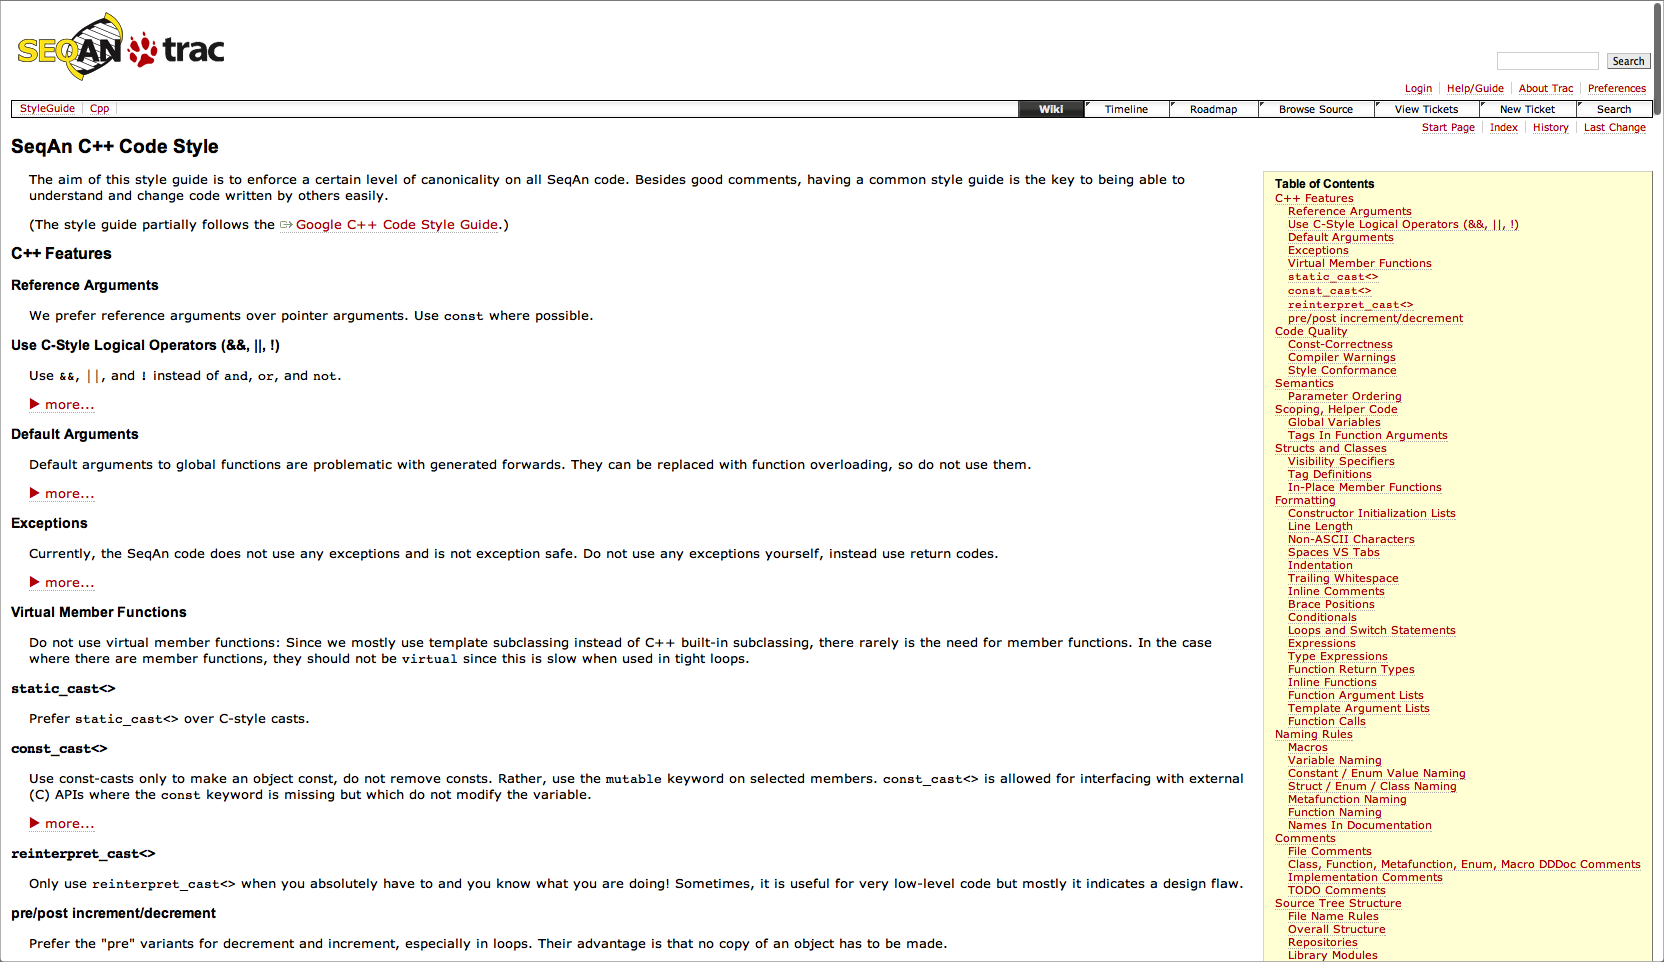 SEQAN trac
Search
Login Help/Guide About Trac Preferences
StyleGuide Cpp Wiki Timeline Roadmap Browse Source View Tickets New Ticket Search
Start Page Index History Last Change
SeqAn C++ Code Style
The aim of this style guide is to enforce a certain level of canonicality on all SeqAn code. Besides good comments, having a common style guide is the key to being able to
understand and change code written by others easily.
(The style guide partially follows the Google C++ Code Style Guide.)
C++ Features
Reference Arguments
We prefer reference arguments over pointer arguments. Use const where possible.
Use C-Style Logical Operators (&&, ||, !)
Use &&, ||, and ! instead of and, or, and not.
▶ more...
Default Arguments
Default arguments to global functions are problematic with generated forwards. They can be replaced with function overloading, so do not use them.
▶ more...
Exceptions
Currently, the SeqAn code does not use any exceptions and is not exception safe. Do not use any exceptions yourself, instead use return codes.
▶ more...
Virtual Member Functions
Do not use virtual member functions: Since we mostly use template subclassing instead of C++ built-in subclassing, there rarely is the need for member functions. In the case
where there are member functions, they should not be virtual since this is slow when used in tight loops.
static_cast<>
Prefer static_cast<> over C-style casts.
const_cast<>
Use const-casts only to make an object const, do not remove consts. Rather, use the mutable keyword on selected members. const_cast<> is allowed for interfacing with external
(C) APIs where the const keyword is missing but which do not modify the variable.
▶ more...
reinterpret_cast<>
Only use reinterpret_cast<> when you absolutely have to and you know what you are doing! Sometimes, it is useful for very low-level code but mostly it indicates a design flaw.
pre/post increment/decrement
Prefer the "pre" variants for decrement and increment, especially in loops. Their advantage is that no copy of an object has to be made.
Table of Contents
C++ Features
Reference Arguments
Use C-Style Logical Operators (&&, ||, !)
Default Arguments
Exceptions
Virtual Member Functions
static_cast<>
const_cast<>
reinterpret_cast<>
pre/post increment/decrement
Code Quality
Const-Correctness
Compiler Warnings
Style Conformance
Semantics
Parameter Ordering
Scoping, Helper Code
Global Variables
Tags In Function Arguments
Structs and Classes
Visibility Specifiers
Tag Definitions
In-Place Member Functions
Formatting
Constructor Initialization Lists
Line Length
Non-ASCII Characters
Spaces VS Tabs
Indentation
Trailing Whitespace
Inline Comments
Brace Positions
Conditionals
Loops and Switch Statements
Expressions
Type Expressions
Function Return Types
Inline Functions
Function Argument Lists
Template Argument Lists
Function Calls
Naming Rules
Macros
Variable Naming
Constant / Enum Value Naming
Struct / Enum / Class Naming
Metafunction Naming
Function Naming
Names In Documentation
Comments
File Comments
Class, Function, Metafunction, Enum, Macro DDDoc Comments
Implementation Comments
TODO Comments
Source Tree Structure
File Name Rules
Overall Structure
Repositories
Library Modules